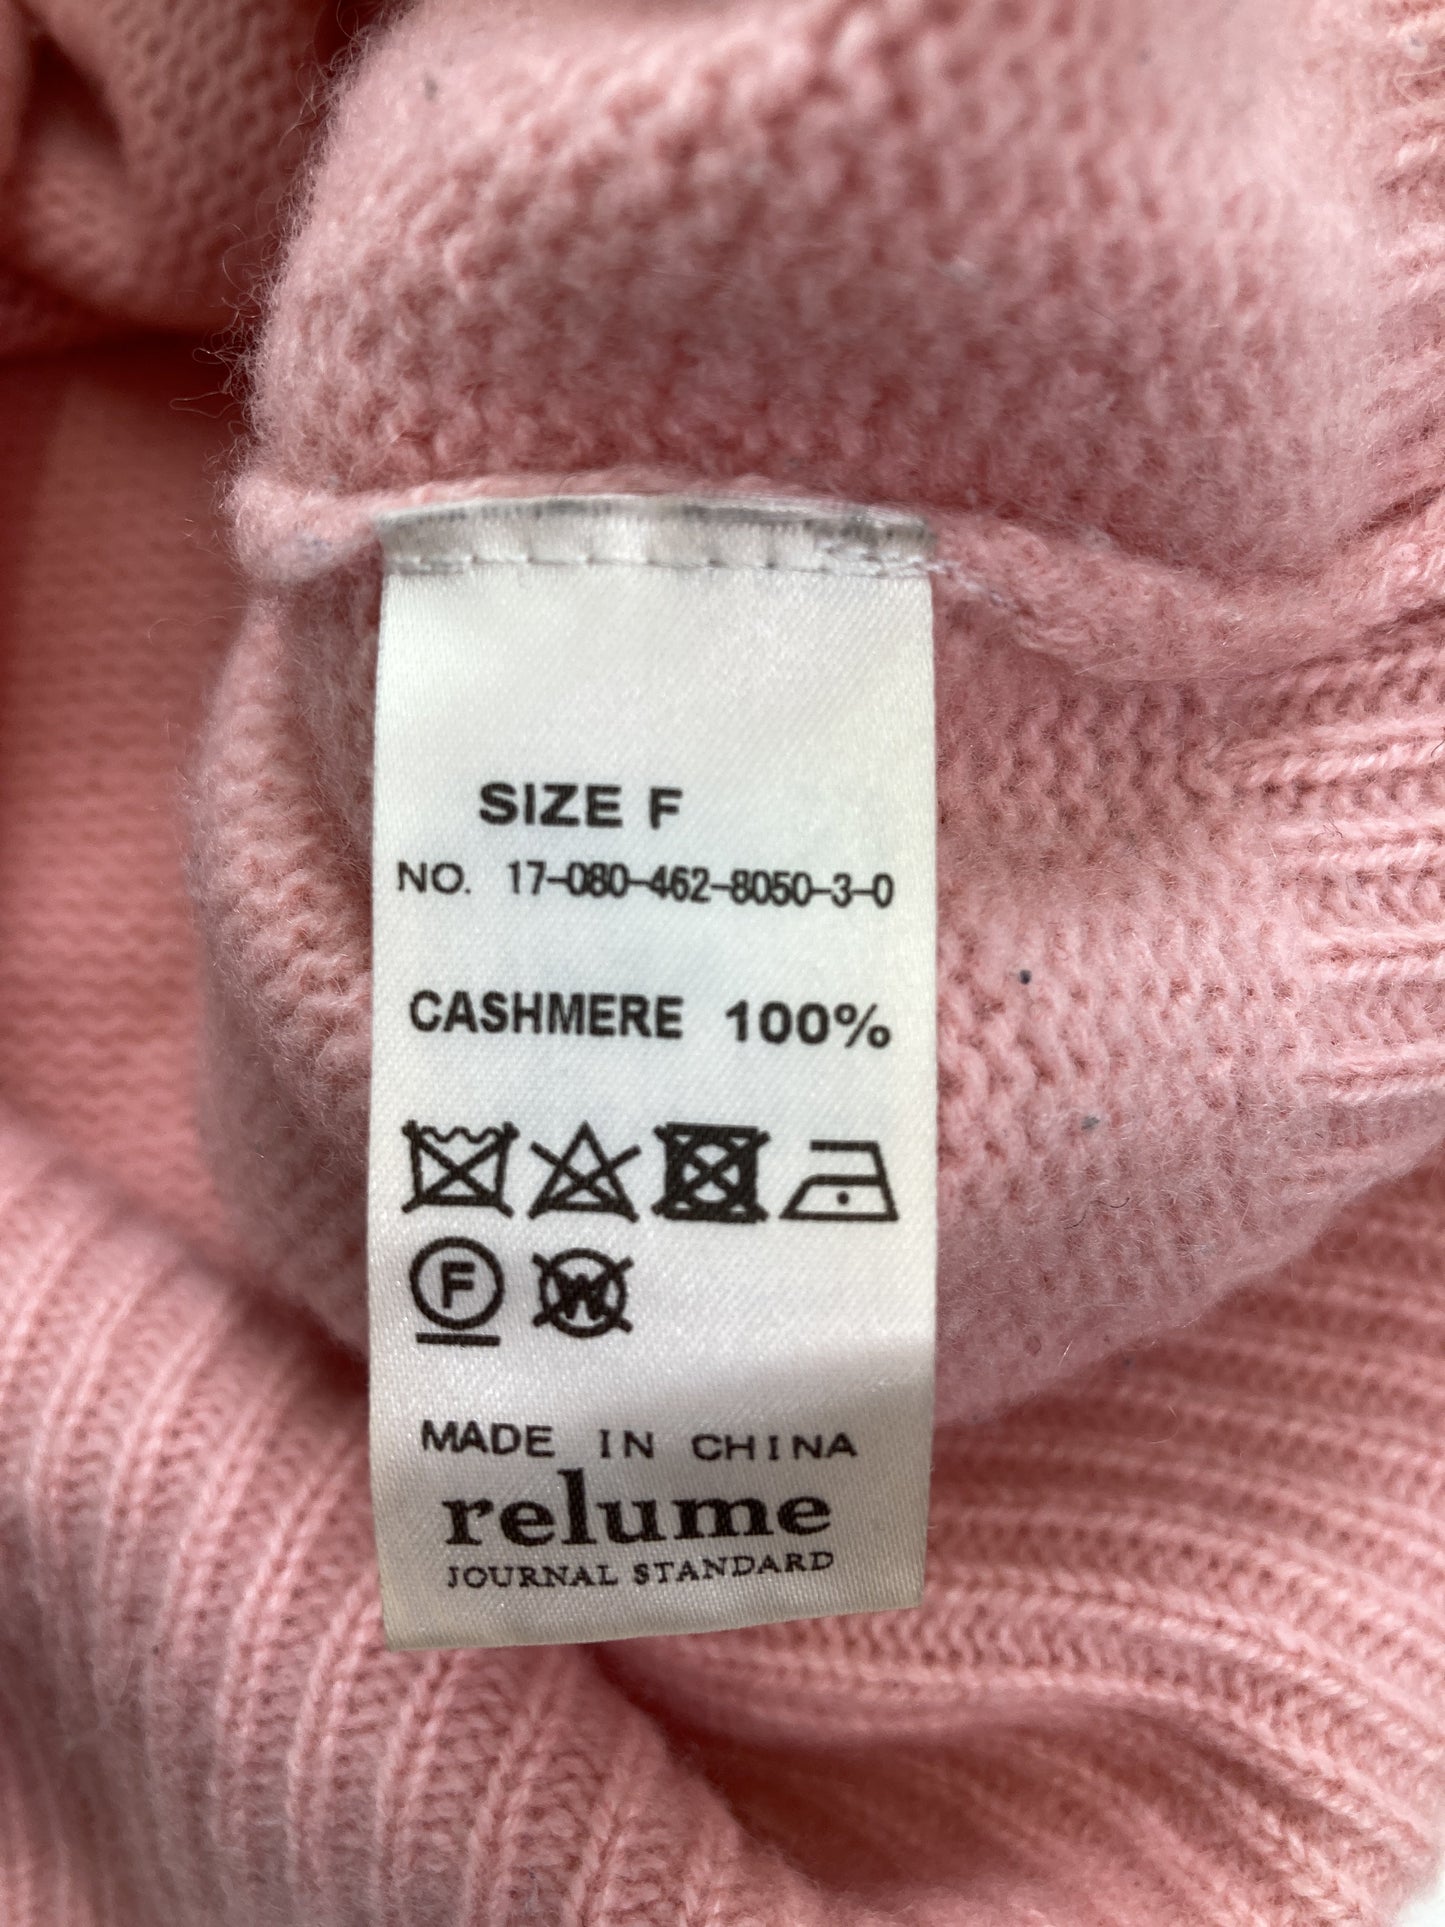 SIZE F
NO. 17-080-462-8050-3-0
CASHMERE 100%
F W
MADE IN CHINA
relume
JOURNAL STANDARD